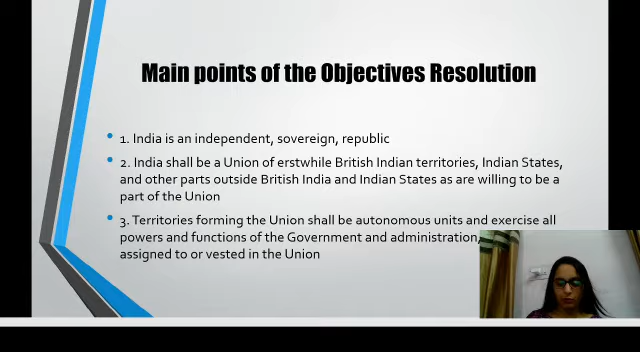 Main points of the Objectives Resolution
1. India is an independent, sovereign, republic
2. India shall be a Union of erstwhile British Indian territories, Indian States,
and other parts outside British India and Indian States as are willing to be a
part of the Union
3. Territories forming the Union shall be autonomous units and exercise all
powers and functions of the Government and administration,
assigned to or vested in the Union